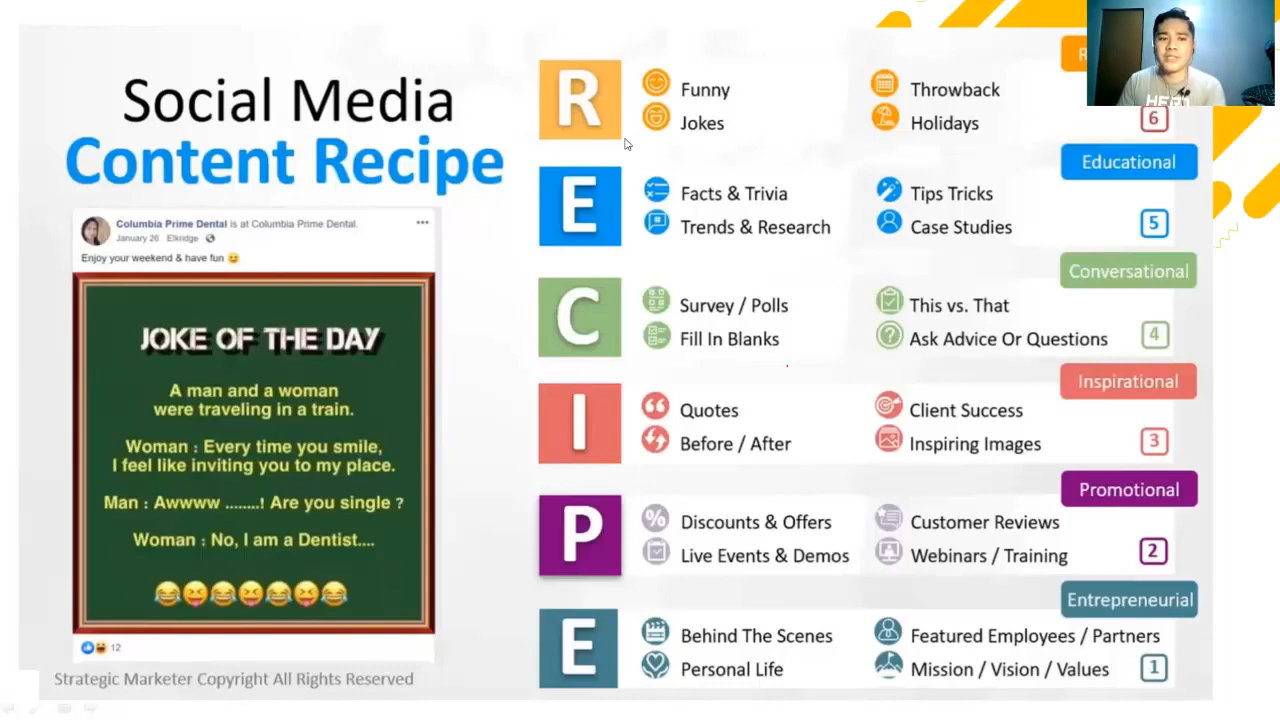 Social Media
Content Recipe
Columbia Prime Dental is at Columbia Prime Dental.
January 26 Elkridge
Enjoy your weekend & have fun
JOKE OF THE DAY
A man and a woman
were traveling in a train.
Woman : Every time you smile,
I feel like inviting you to my place.
Man : Awwww ........! Are you single ?
Woman : No, I am a Dentist....
12
Strategic Marketer Copyright All Rights Reserved
R
Funny
Throwback
Jokes
Holidays
6
E
Educational
Facts & Trivia
Tips Tricks
Trends & Research
Case Studies
5
C
Conversational
Survey / Polls
This vs. That
Fill In Blanks
Ask Advice Or Questions
4
I
Inspirational
Quotes
Client Success
Before / After
Inspiring Images
3
P
Promotional
Discounts & Offers
Customer Reviews
Live Events & Demos
Webinars / Training
2
E
Entrepreneurial
Behind The Scenes
Featured Employees / Partners
Personal Life
Mission / Vision / Values
1